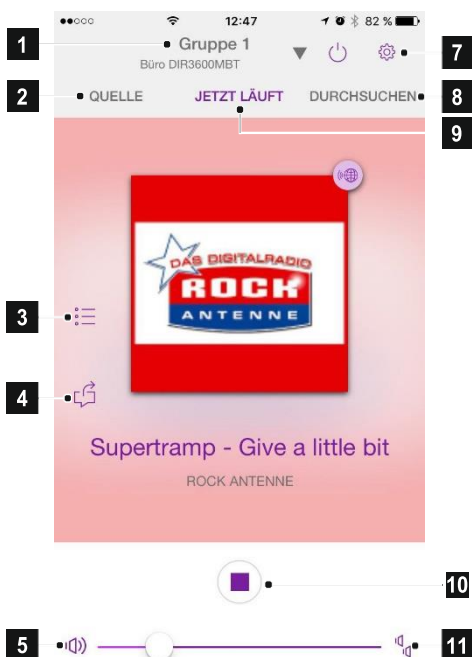 12:47
82 %
1
Gruppe 1
7
Büro DIR3600MBT
2
QUELLE
JETZT LÄUFT
DURCHSUCHEN
8
9
DAS DIGITALRADIO
ROCK
ANTENNE
3
4
Supertramp - Give a little bit
ROCK ANTENNE
10
5
11